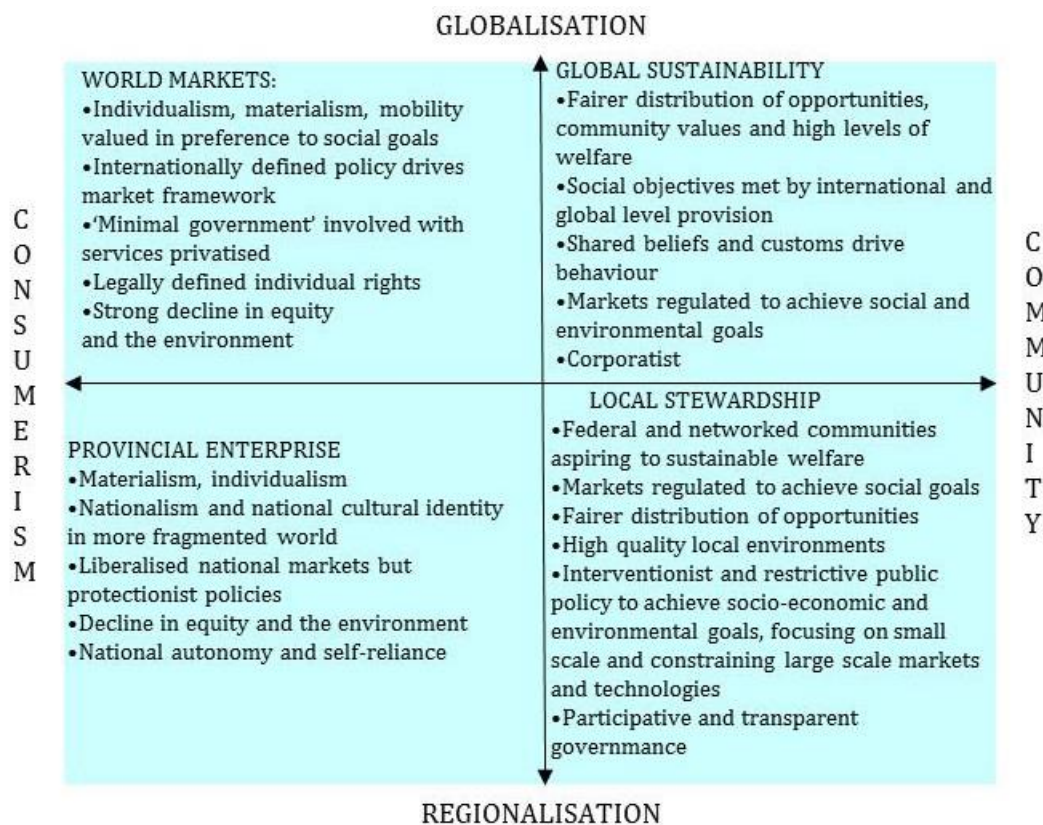 GLOBALISATION
WORLD MARKETS:
•Individualism, materialism, mobility
valued in preference to social goals
•Internationally defined policy drives
market framework
•‘Minimal government’ involved with
services privatised
•Legally defined individual rights
•Strong decline in equity
and the environment
GLOBAL SUSTAINABILITY
•Fairer distribution of opportunities,
community values and high levels of
welfare
•Social objectives met by international and
global level provision
•Shared beliefs and customs drive
behaviour
•Markets regulated to achieve social and
environmental goals
•Corporatist
CONSUMERISM
COMMUNITY
PROVINCIAL ENTERPRISE
•Materialism, individualism
•Nationalism and national cultural identity
in more fragmented world
•Liberalised national markets but
protectionist policies
•Decline in equity and the environment
•National autonomy and self-reliance
LOCAL STEWARDSHIP
•Federal and networked communities
aspiring to sustainable welfare
•Markets regulated to achieve social goals
•Fairer distribution of opportunities
•High quality local environments
•Interventionist and restrictive public
policy to achieve socio-economic and
environmental goals, focusing on small
scale and constraining large scale markets
and technologies
•Participative and transparent
governmance
REGIONALISATION